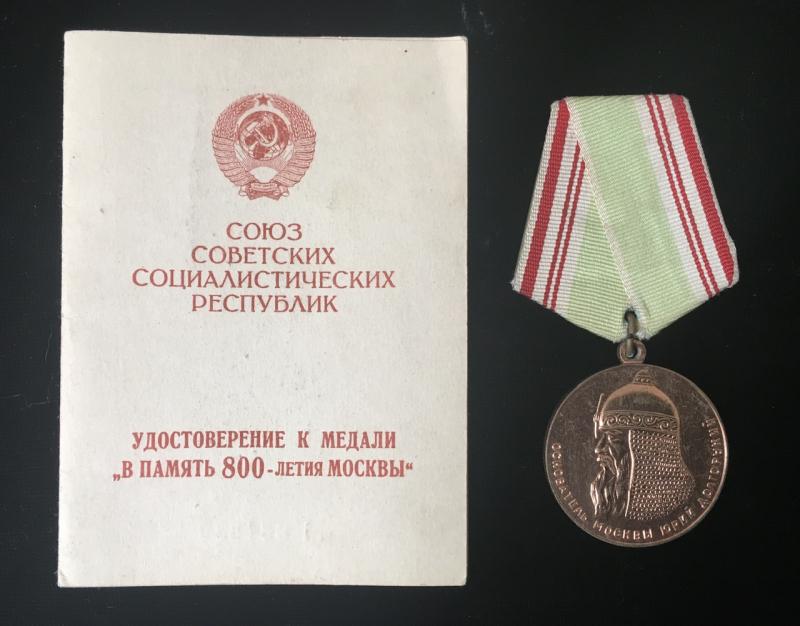 СОЮЗ
СОВЕТСКИХ
СОЦИАЛИСТИЧЕСКИХ
РЕСПУБЛИК
УДОСТОВЕРЕНИЕ К МЕДАЛИ
„В ПАМЯТЬ 800-ЛЕТИЯ МОСКВЫ“
ОСНОВАТЕЛЬ МОСКВЫ ЮРИЙ ДОЛГОРУКИЙ